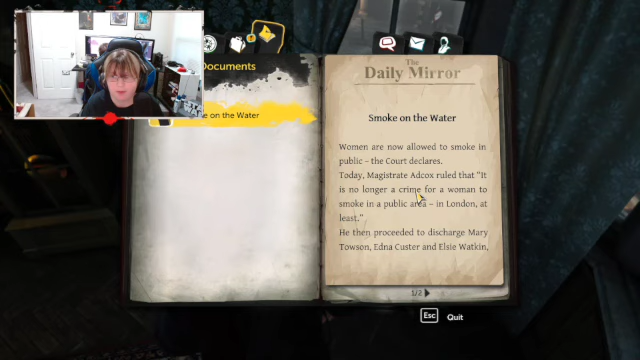 Documents
e on the Water
The
Daily Mirror
Smoke on the Water
Women are now allowed to smoke in
public – the Court declares.
Today, Magistrate Adcox ruled that “It
is no longer a crime for a woman to
smoke in a public area – in London, at
least.”
He then proceeded to discharge Mary
Towson, Edna Custer and Elsie Watkin,
1/2
Esc Quit